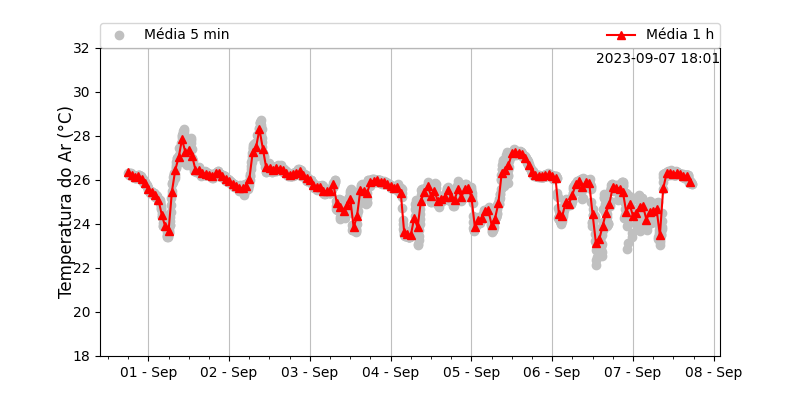 Média 5 min
Média 1 h
2023-09-07 18:01
Temperatura do Ar (°C)
32
30
28
26
24
22
20
18
01 - Sep
02 - Sep
03 - Sep
04 - Sep
05 - Sep
06 - Sep
07 - Sep
08 - Sep